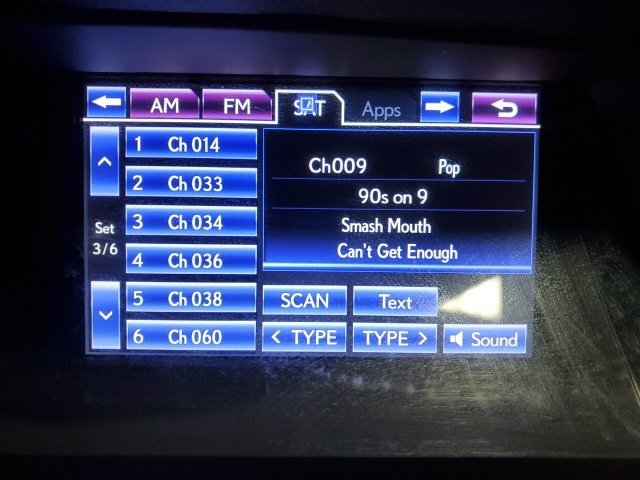 AM FM SAT Apps
1 Ch 014
2 Ch 033
3 Ch 034
4 Ch 036
5 Ch 038
6 Ch 060
Set
3/6
Ch009 Pop
90s on 9
Smash Mouth
Can't Get Enough
SCAN Text
< TYPE TYPE > Sound